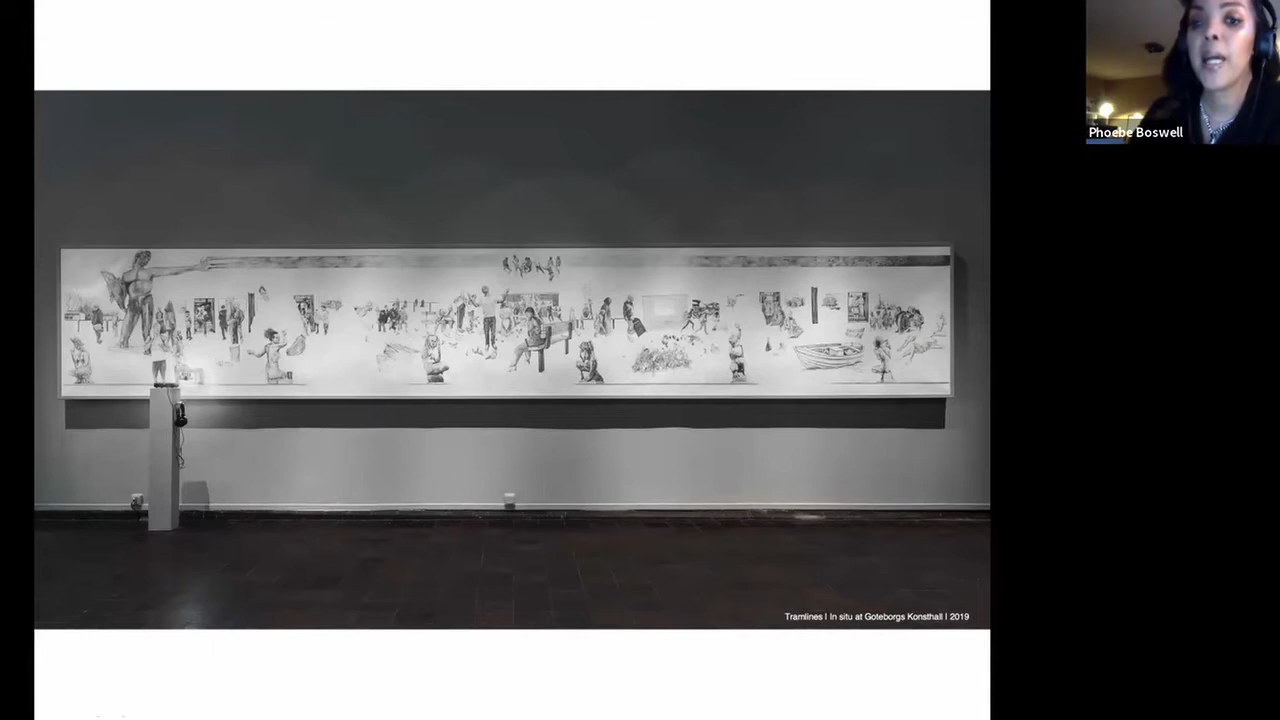 Phoebe Boswell
Tramlines | In situ at Goteborgs Konsthall | 2019